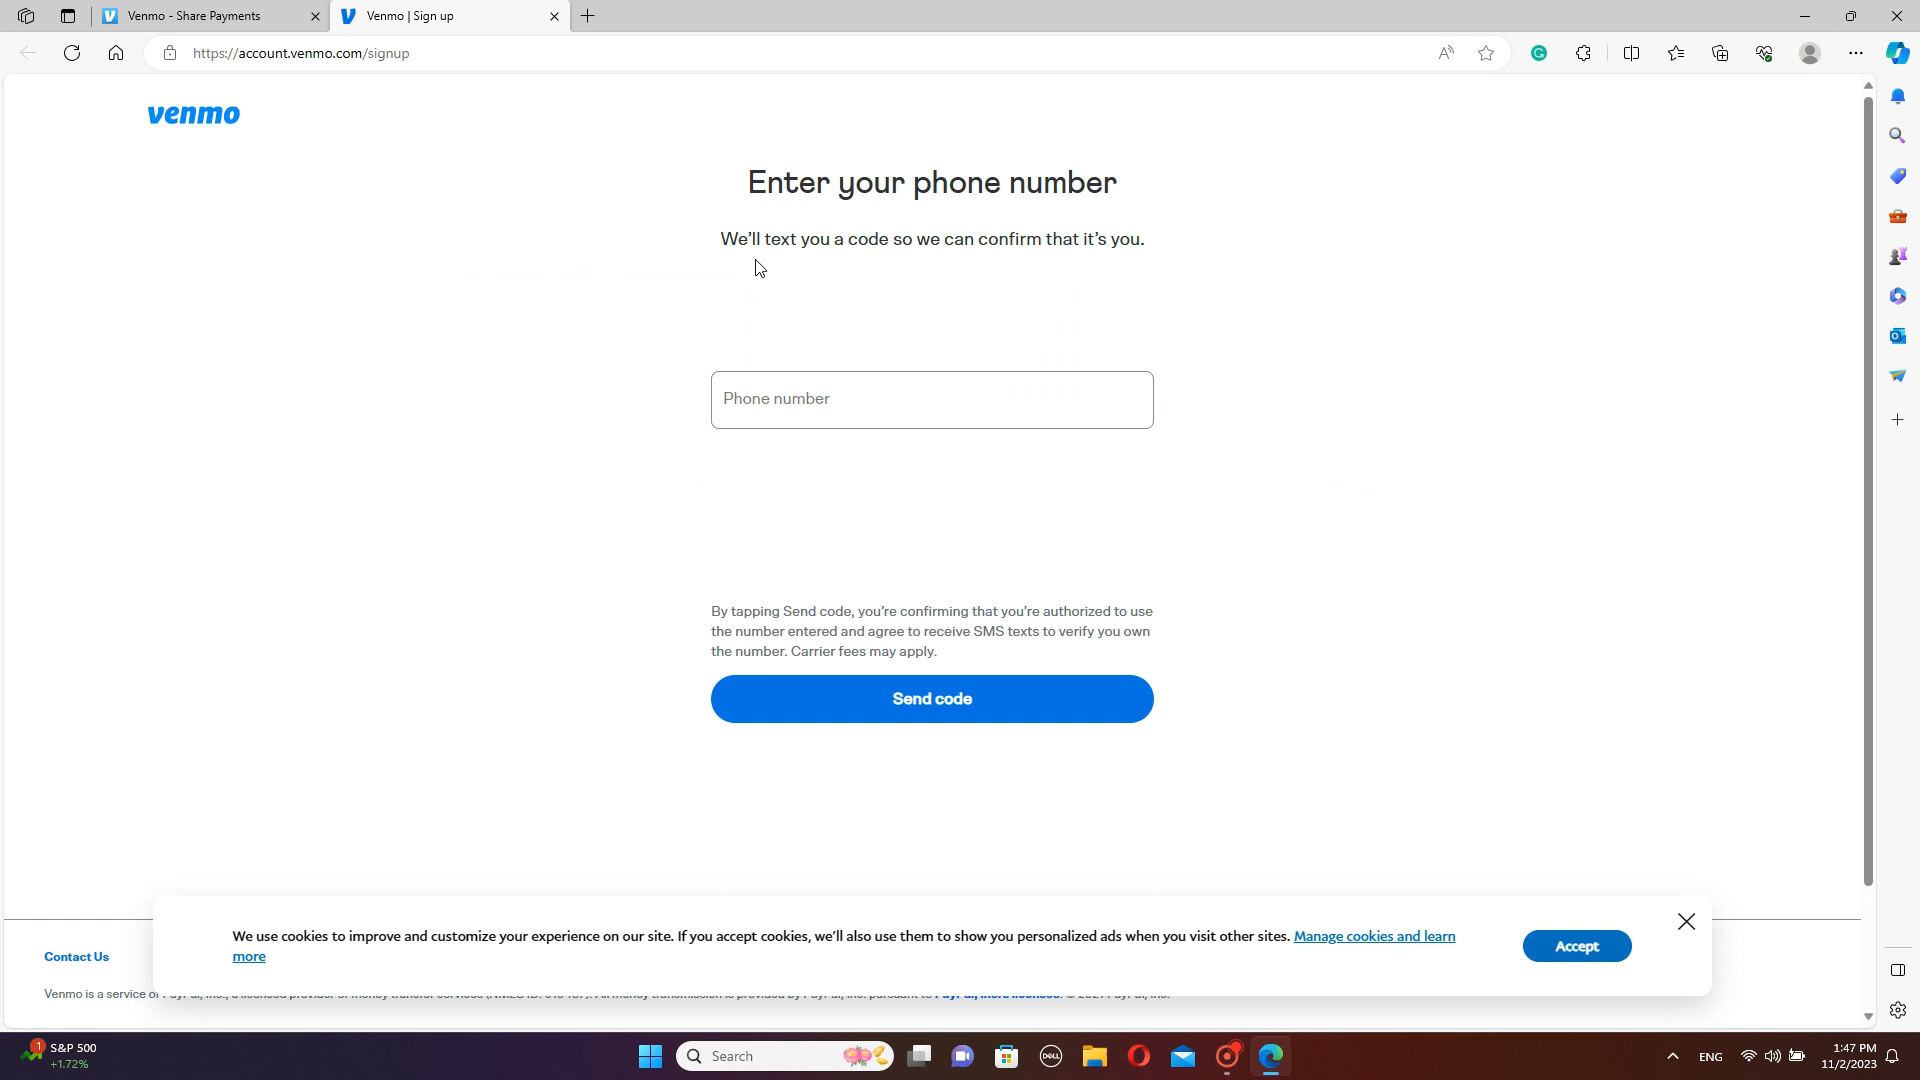 Venmo - Share Payments
Venmo | Sign up
https://account.venmo.com/signup
venmo
Enter your phone number
We'll text you a code so we can confirm that it's you.
Phone number
By tapping Send code, you're confirming that you're authorized to use
the number entered and agree to receive SMS texts to verify you own
the number. Carrier fees may apply.
Send code
We use cookies to improve and customize your experience on our site. If you accept cookies, we'll also use them to show you personalized ads when you visit other sites. Manage cookies and learn
more
Accept
Contact Us
Venmo is a service of
1
S&P 500
+1.72%
Search
DELL
ENG
1:47 PM
11/2/2023